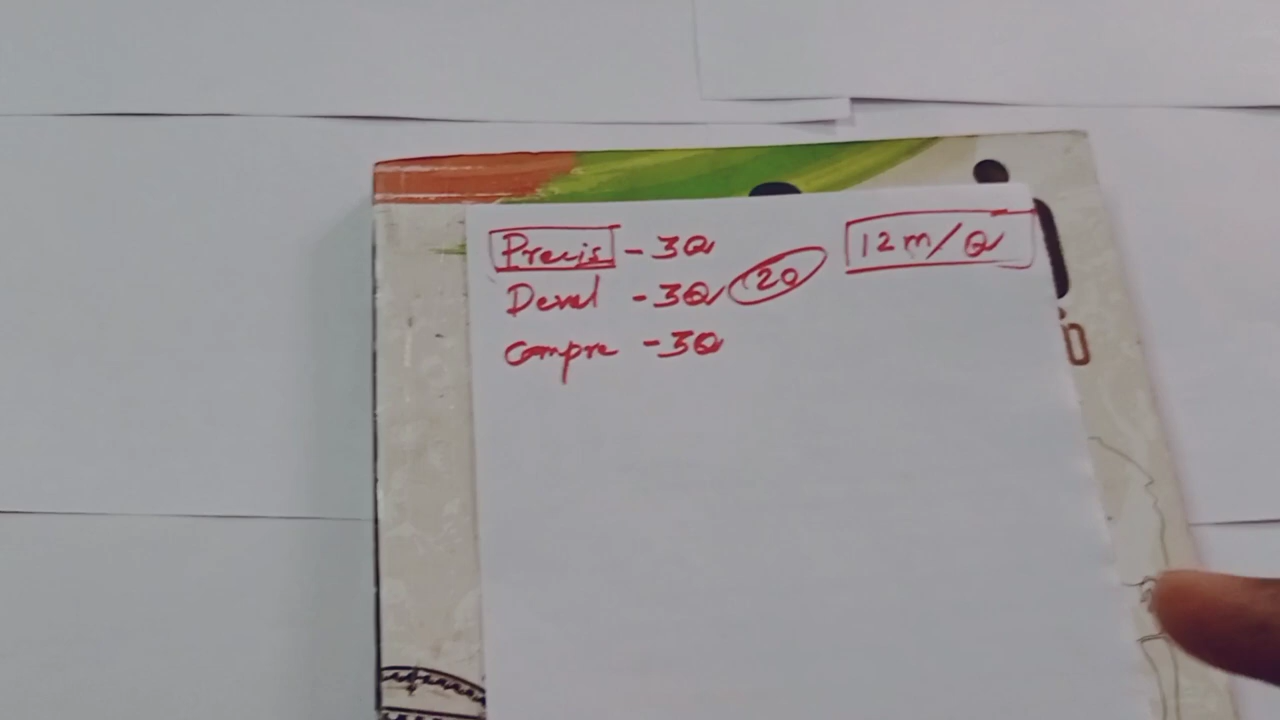 Precis - 3Q
12m/Q
Devel - 3Q 2Q
Compre - 3Q